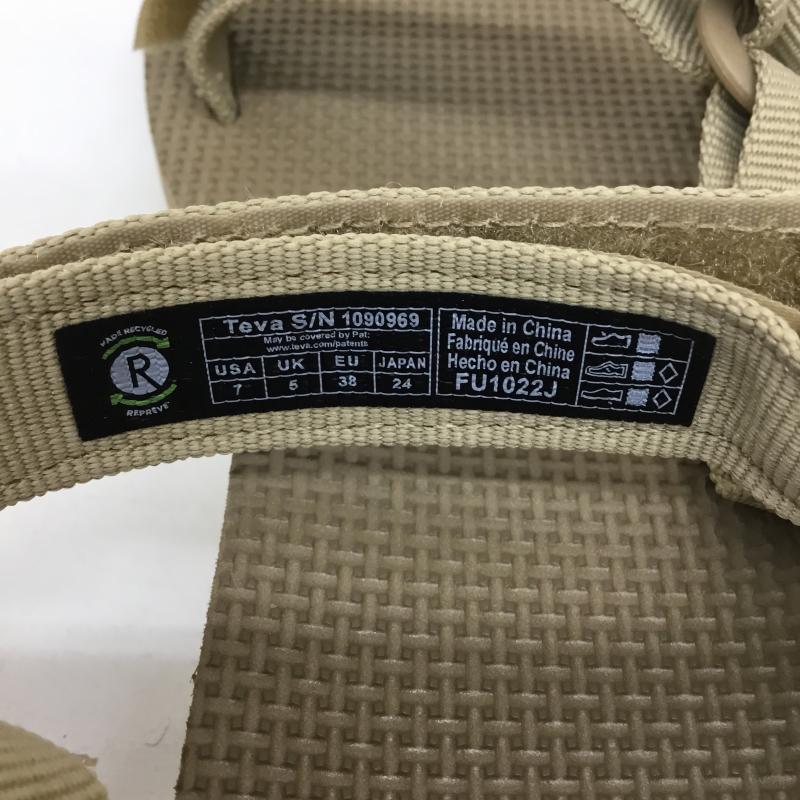 MADE RECYCLED
R
REPREVE
Teva S/N 1090969
May be covered by Pat:
www.teva.com/patents
USA UK EU JAPAN
7 5 38 24
Made in China
Fabriqué en Chine
Hecho en China
FU1022J